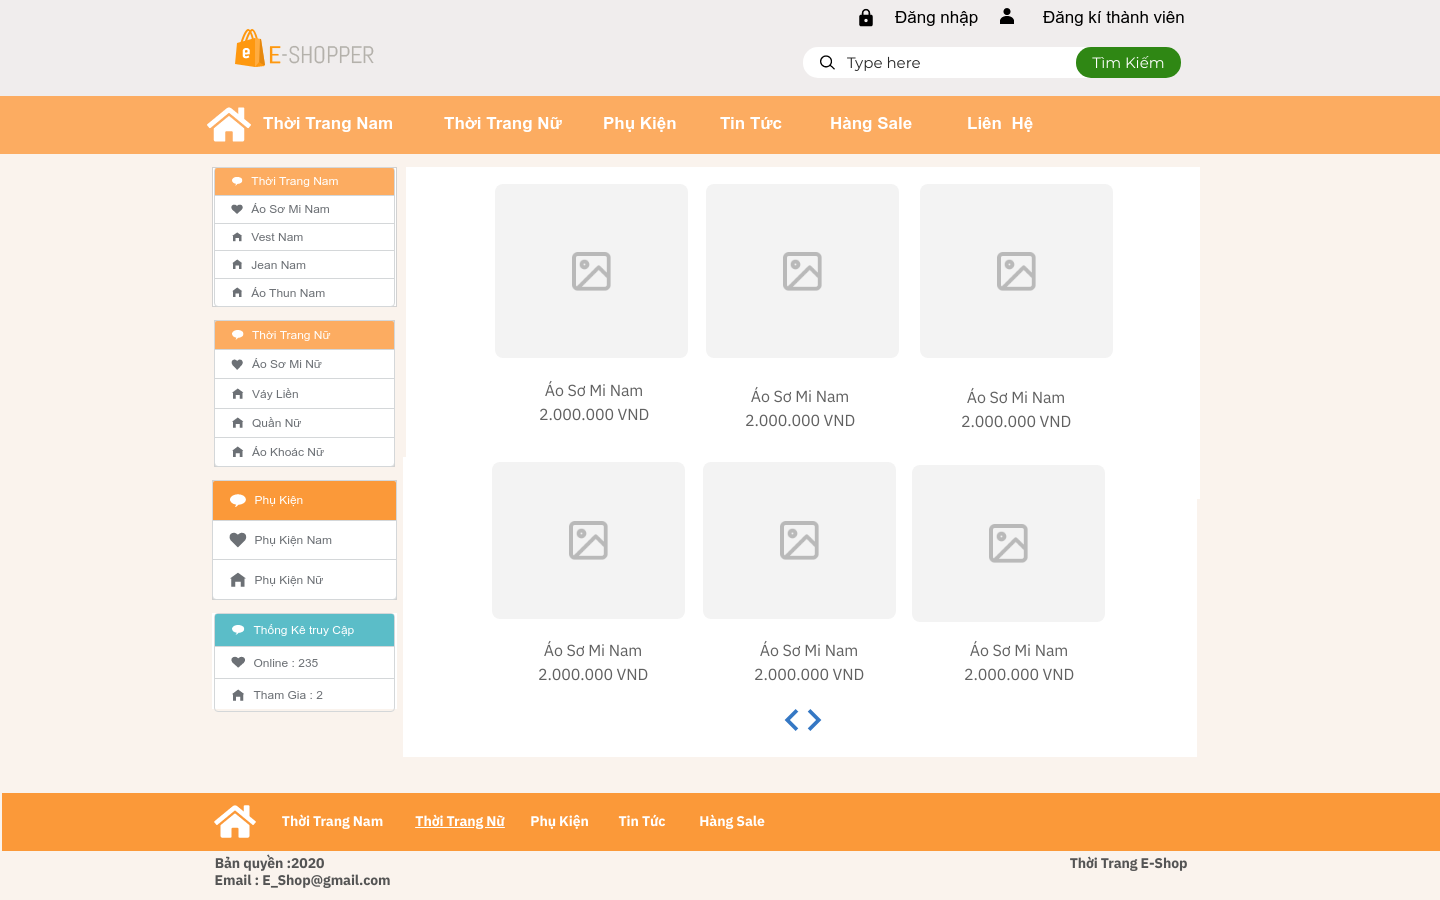 Đăng nhập
Đăng kí thành viên
E-SHOPPER
Type here
Tìm Kiếm
Thời Trang Nam
Thời Trang Nữ
Phụ Kiện
Tin Tức
Hàng Sale
Liên Hệ
Thời Trang Nam
Áo Sơ Mi Nam
Vest Nam
Jean Nam
Áo Thun Nam
Thời Trang Nữ
Áo Sơ Mi Nữ
Váy Liền
Quần Nữ
Áo Khoác Nữ
Phụ Kiện
Phụ Kiện Nam
Phụ Kiện Nữ
Thống Kê truy Cập
Online : 235
Tham Gia : 2
Áo Sơ Mi Nam
2.000.000 VND
Áo Sơ Mi Nam
2.000.000 VND
Áo Sơ Mi Nam
2.000.000 VND
Áo Sơ Mi Nam
2.000.000 VND
Áo Sơ Mi Nam
2.000.000 VND
Áo Sơ Mi Nam
2.000.000 VND
Thời Trang Nam
Thời Trang Nữ
Phụ Kiện
Tin Tức
Hàng Sale
Bản quyền :2020
Email : E_Shop@gmail.com
Thời Trang E-Shop